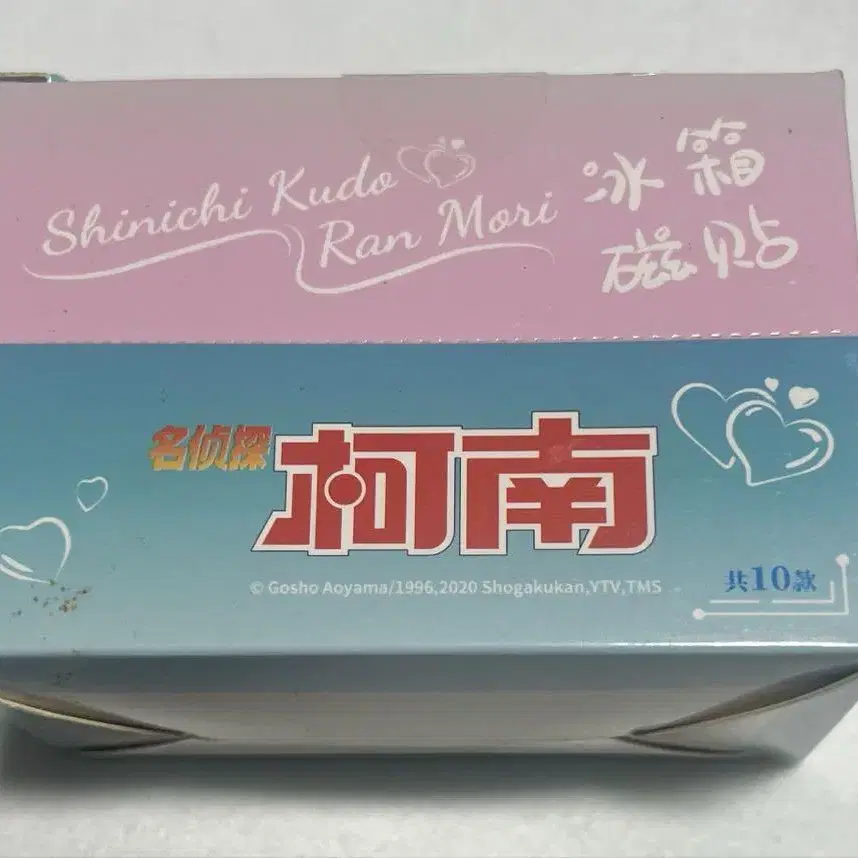 Shinichi Kudo
Ran Mori
冰箱
磁贴
名侦探
柯南
© Gosho Aoyama/1996,2020 Shogakukan,YTV,TMS
共10款